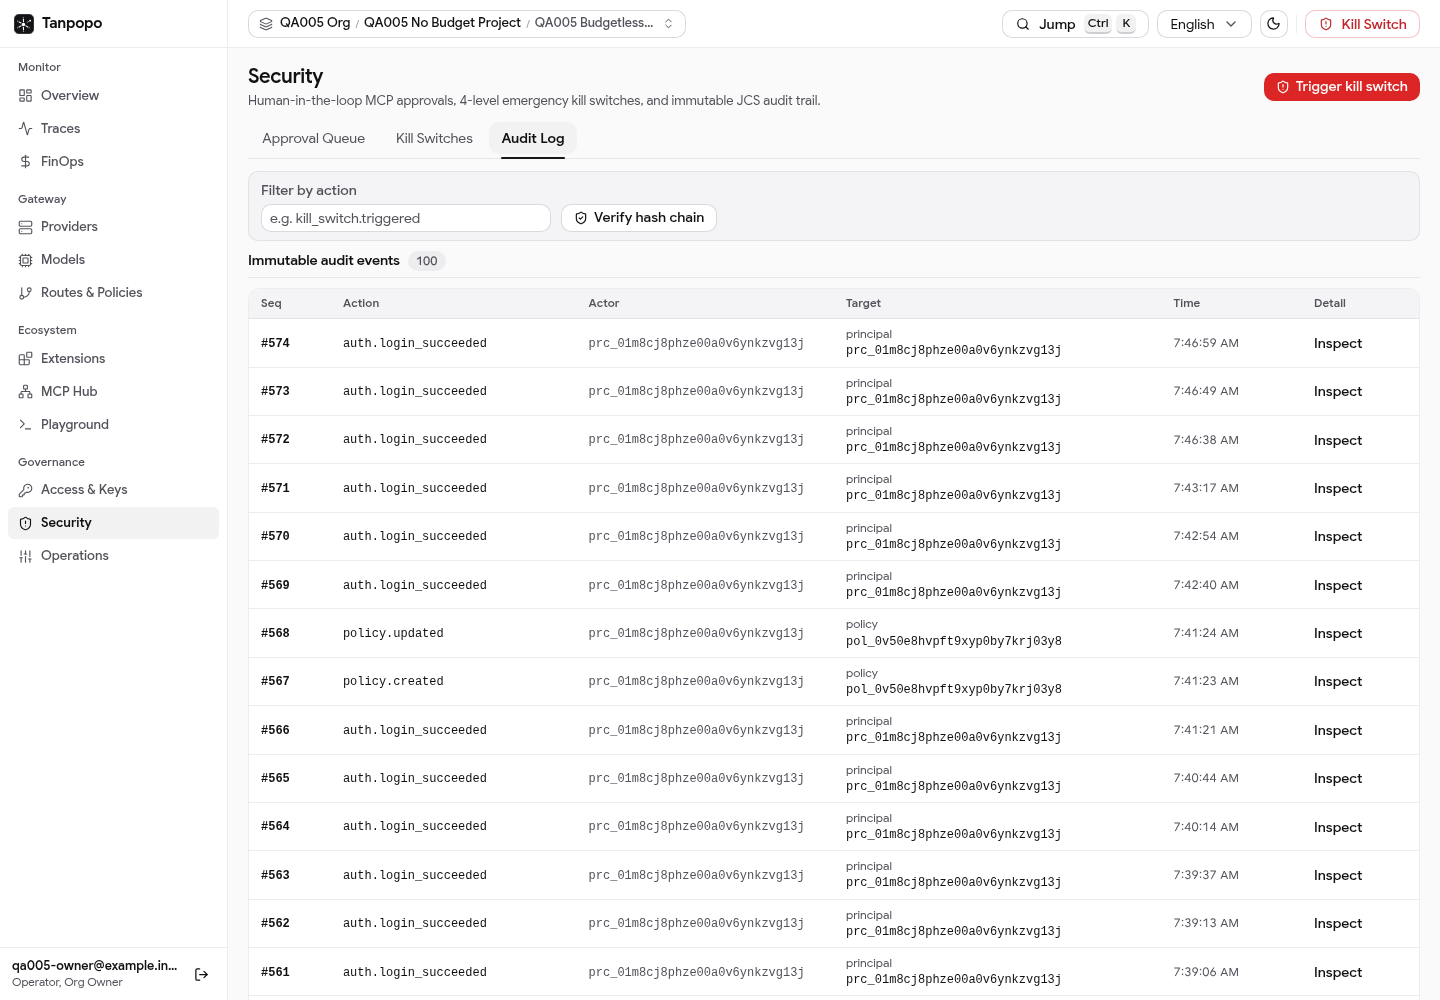 Tanpopo
QA005 Org / QA005 No Budget Project / QA005 Budgetless...
Jump Ctrl K
English
Kill Switch
Monitor
Overview
Traces
FinOps
Gateway
Providers
Models
Routes & Policies
Ecosystem
Extensions
MCP Hub
Playground
Governance
Access & Keys
Security
Operations
qa005-owner@example.in...
Operator, Org Owner
Security
Human-in-the-loop MCP approvals, 4-level emergency kill switches, and immutable JCS audit trail.
Trigger kill switch
Approval Queue Kill Switches Audit Log
Filter by action
e.g. kill_switch.triggered
Verify hash chain
Immutable audit events 100
Seq Action Actor Target Time Detail
#574 auth.login_succeeded prc_01m8cj8phze00a0v6ynkzvg13j principal prc_01m8cj8phze00a0v6ynkzvg13j 7:46:59 AM Inspect
#573 auth.login_succeeded prc_01m8cj8phze00a0v6ynkzvg13j principal prc_01m8cj8phze00a0v6ynkzvg13j 7:46:49 AM Inspect
#572 auth.login_succeeded prc_01m8cj8phze00a0v6ynkzvg13j principal prc_01m8cj8phze00a0v6ynkzvg13j 7:46:38 AM Inspect
#571 auth.login_succeeded prc_01m8cj8phze00a0v6ynkzvg13j principal prc_01m8cj8phze00a0v6ynkzvg13j 7:43:17 AM Inspect
#570 auth.login_succeeded prc_01m8cj8phze00a0v6ynkzvg13j principal prc_01m8cj8phze00a0v6ynkzvg13j 7:42:54 AM Inspect
#569 auth.login_succeeded prc_01m8cj8phze00a0v6ynkzvg13j principal prc_01m8cj8phze00a0v6ynkzvg13j 7:42:40 AM Inspect
#568 policy.updated prc_01m8cj8phze00a0v6ynkzvg13j policy pol_0v50e8hvpft9xyp0by7krj03y8 7:41:24 AM Inspect
#567 policy.created prc_01m8cj8phze00a0v6ynkzvg13j policy pol_0v50e8hvpft9xyp0by7krj03y8 7:41:23 AM Inspect
#566 auth.login_succeeded prc_01m8cj8phze00a0v6ynkzvg13j principal prc_01m8cj8phze00a0v6ynkzvg13j 7:41:21 AM Inspect
#565 auth.login_succeeded prc_01m8cj8phze00a0v6ynkzvg13j principal prc_01m8cj8phze00a0v6ynkzvg13j 7:40:44 AM Inspect
#564 auth.login_succeeded prc_01m8cj8phze00a0v6ynkzvg13j principal prc_01m8cj8phze00a0v6ynkzvg13j 7:40:14 AM Inspect
#563 auth.login_succeeded prc_01m8cj8phze00a0v6ynkzvg13j principal prc_01m8cj8phze00a0v6ynkzvg13j 7:39:37 AM Inspect
#562 auth.login_succeeded prc_01m8cj8phze00a0v6ynkzvg13j principal prc_01m8cj8phze00a0v6ynkzvg13j 7:39:13 AM Inspect
#561 auth.login_succeeded prc_01m8cj8phze00a0v6ynkzvg13j principal prc_01m8cj8phze00a0v6ynkzvg13j 7:39:06 AM Inspect